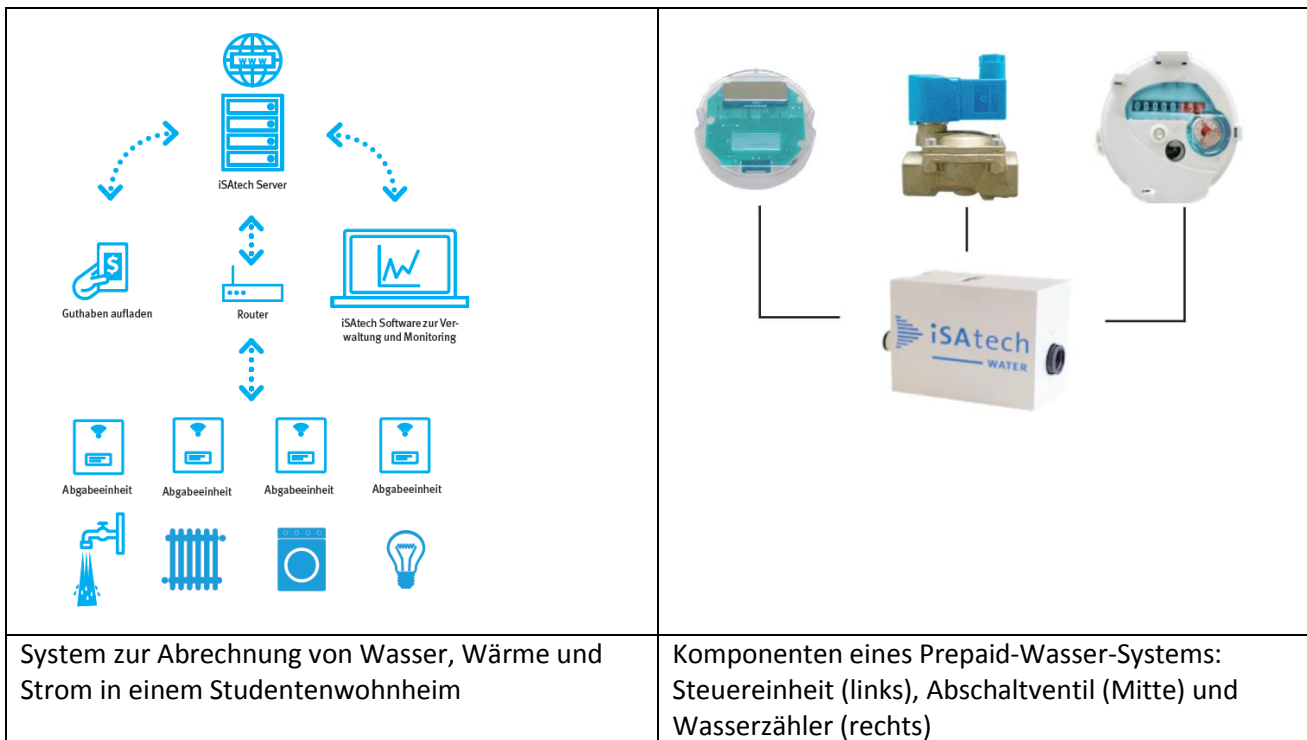 WWW
iSAtech Server
$
Guthaben aufladen
Router
iSAtech Software zur Ver-
waltung und Monitoring
Abgabeeinheit
Abgabeeinheit
Abgabeeinheit
Abgabeeinheit
iSAtech
WATER
System zur Abrechnung von Wasser, Wärme und
Strom in einem Studentenwohnheim
Komponenten eines Prepaid-Wasser-Systems:
Steuereinheit (links), Abschaltventil (Mitte) und
Wasserzähler (rechts)